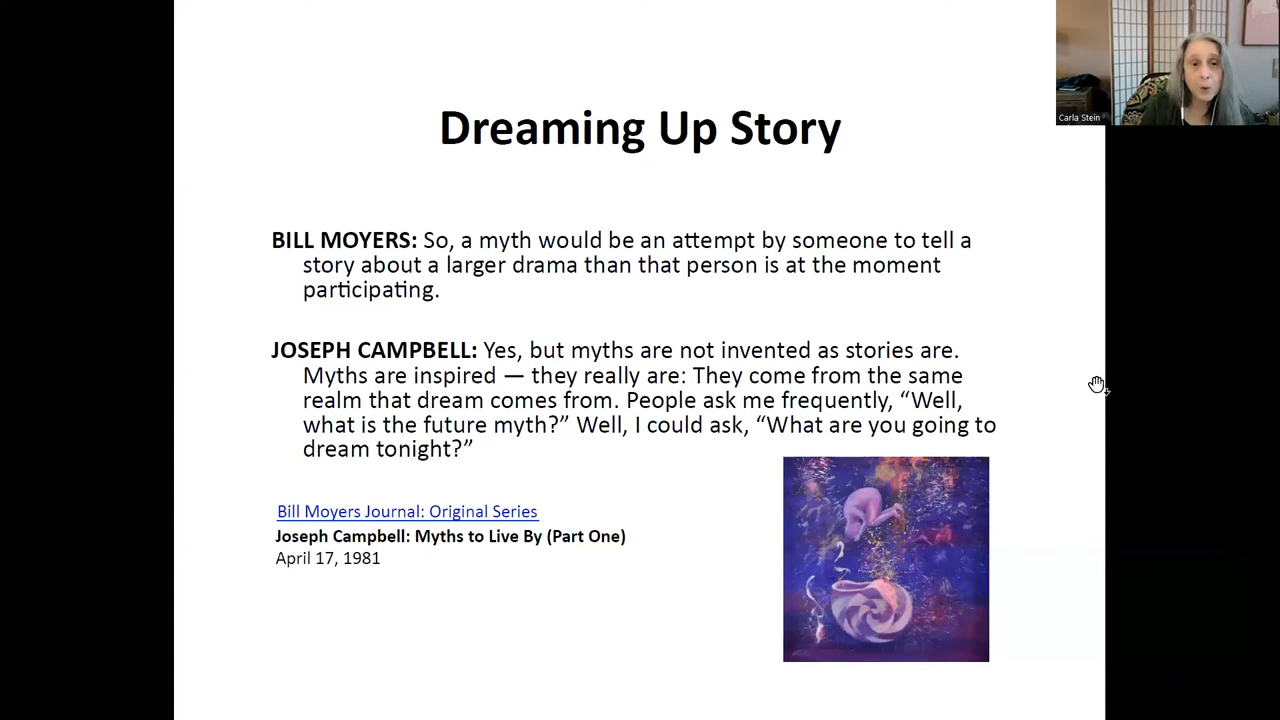 Dreaming Up Story
Carla Stein
BILL MOYERS: So, a myth would be an attempt by someone to tell a
story about a larger drama than that person is at the moment
participating.
JOSEPH CAMPBELL: Yes, but myths are not invented as stories are.
Myths are inspired — they really are: They come from the same
realm that dream comes from. People ask me frequently, “Well,
what is the future myth?” Well, I could ask, “What are you going to
dream tonight?”
Bill Moyers Journal: Original Series
Joseph Campbell: Myths to Live By (Part One)
April 17, 1981